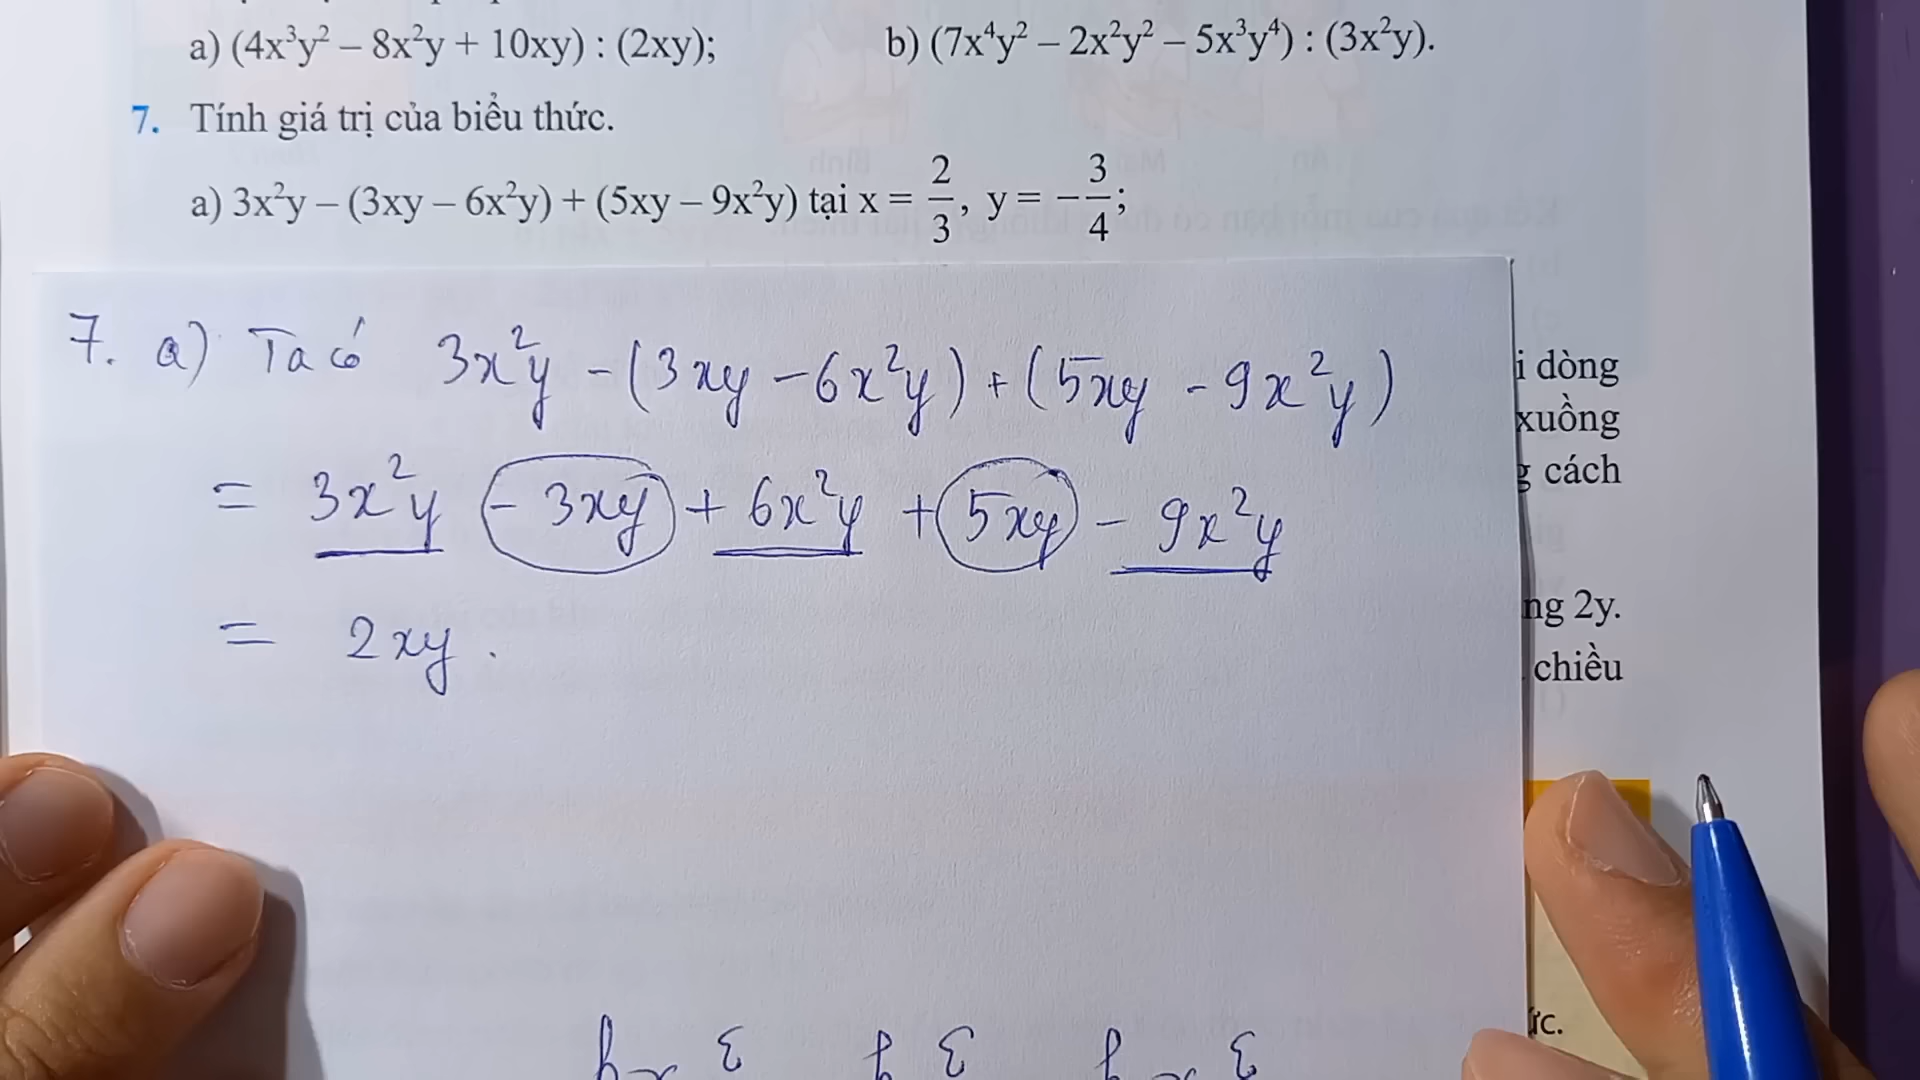 a) (4x³y² – 8x²y + 10xy) : (2xy); b) (7x⁴y² – 2x²y² – 5x³y⁴) : (3x²y).
7. Tính giá trị của biểu thức.
a) 3x²y – (3xy – 6x²y) + (5xy – 9x²y) tại x = 2/3, y = –3/4;
7. a) Ta có 3x²y – (3xy – 6x²y) + (5xy – 9x²y)
i dòng
xuồng
= 3x²y – 3xy + 6x²y + 5xy – 9x²y
g cách
= 2xy.
ng 2y.
chiều
ức.